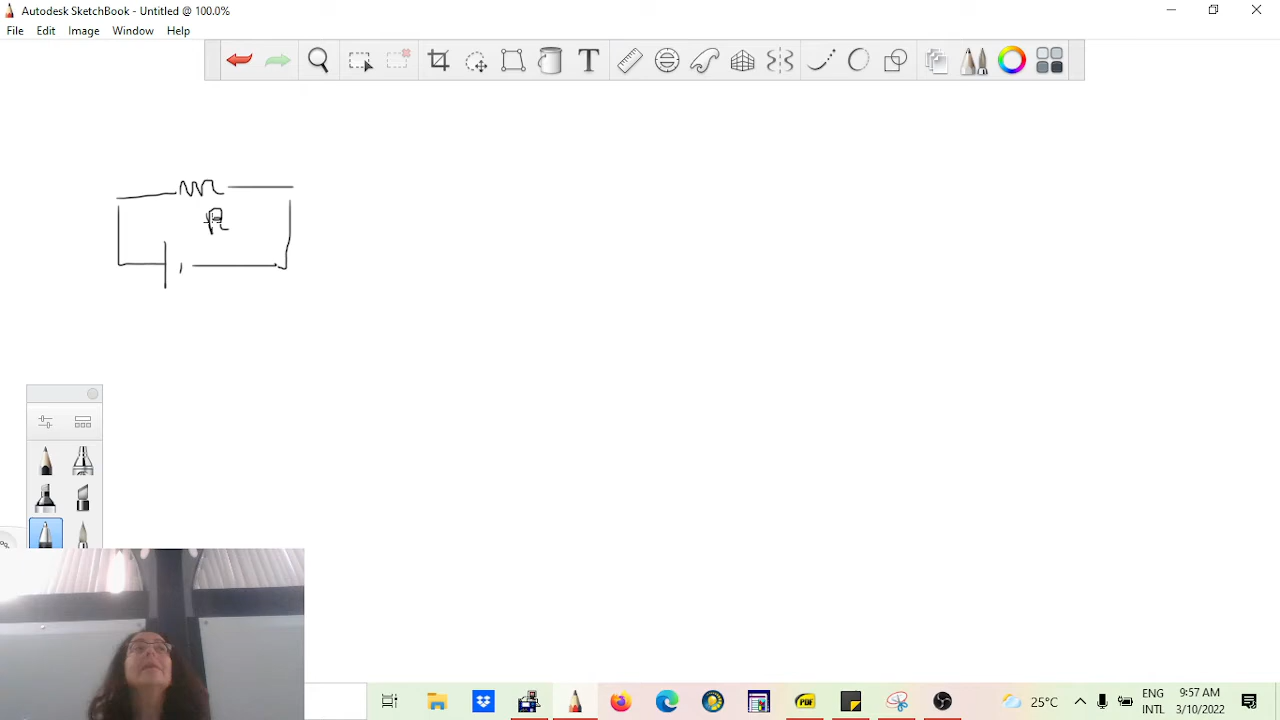 Autodesk SketchBook - Untitled @ 100.0%
File Edit Image Window Help
T
R
%
PDF
25°C
ENG
INTL
9:57 AM
3/10/2022